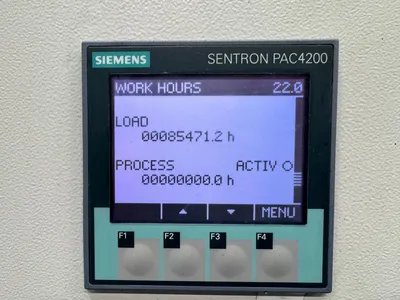 SIEMENS SENTRON PAC4200
WORK HOURS 22.0
LOAD
00085471.2 h
PROCESS ACTIV
00000000.0 h
MENU
F1 F2 F3 F4